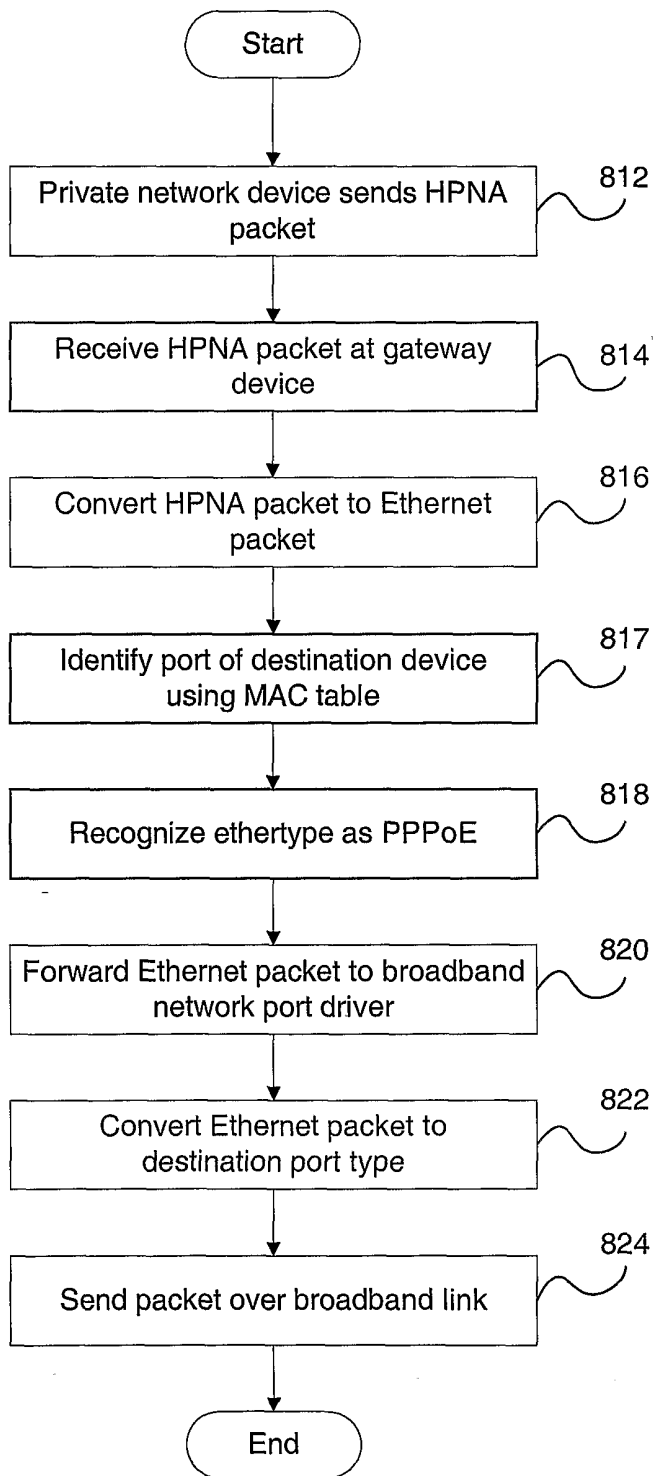 Start
812
Private network device sends HPNA
packet
814
Receive HPNA packet at gateway
device
816
Convert HPNA packet to Ethernet
packet
817
Identify port of destination device
using MAC table
818
Recognize ethertype as PPPoE
820
Forward Ethernet packet to broadband
network port driver
822
Convert Ethernet packet to
destination port type
824
Send packet over broadband link
End